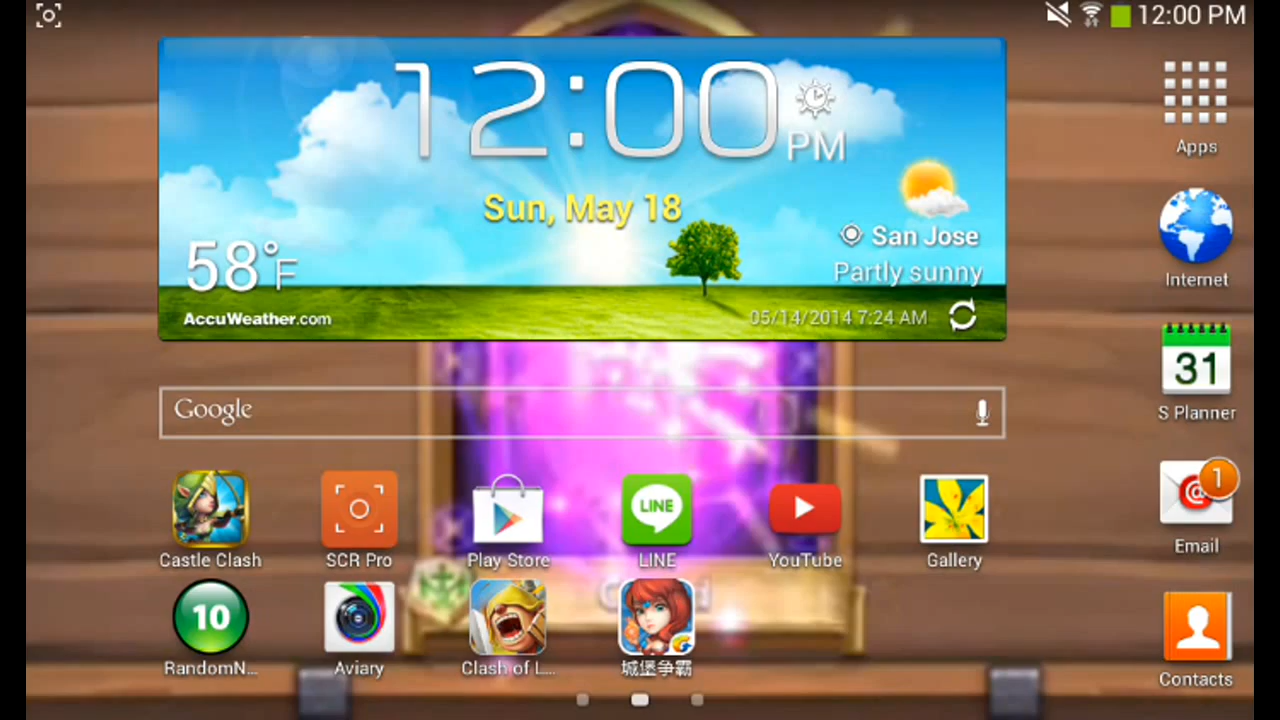 12:00 PM
12:00 PM
Sun, May 18
San Jose
58°F
Partly sunny
AccuWeather.com
05/14/2014 7:24 AM
Google
Apps
Internet
31
S Planner
1
Email
Contacts
LINE
Castle Clash
SCR Pro
Play Store
LINE
YouTube
Gallery
10
RandomN...
Aviary
Clash of L...
城堡争霸